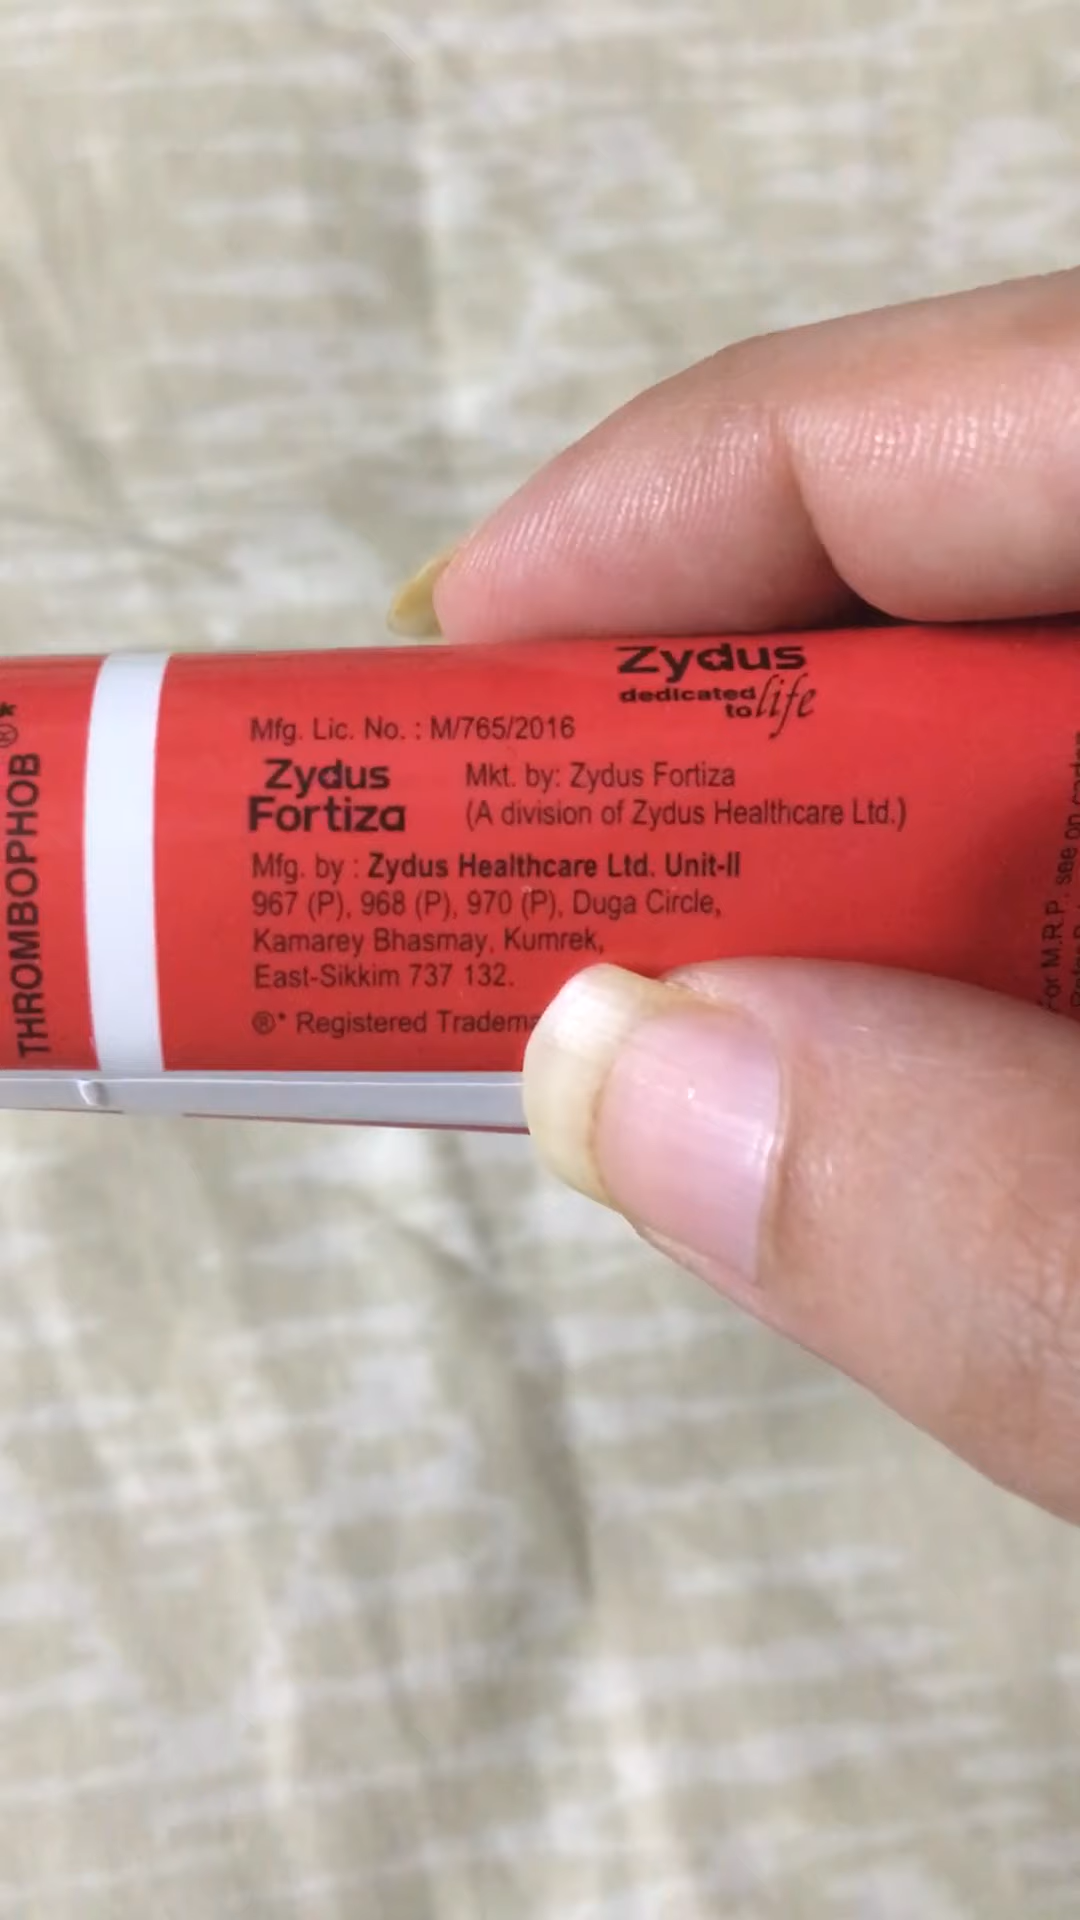 THROMBOPHOB®*
Zydus
dedicated
to life
Mfg. Lic. No. : M/765/2016
Zydus
Fortiza
Mkt. by: Zydus Fortiza
(A division of Zydus Healthcare Ltd.)
Mfg. by : Zydus Healthcare Ltd. Unit-II
967 (P), 968 (P), 970 (P), Duga Circle,
Kamarey Bhasmay, Kumrek,
East-Sikkim 737 132.
®* Registered
For M.R.P. see on